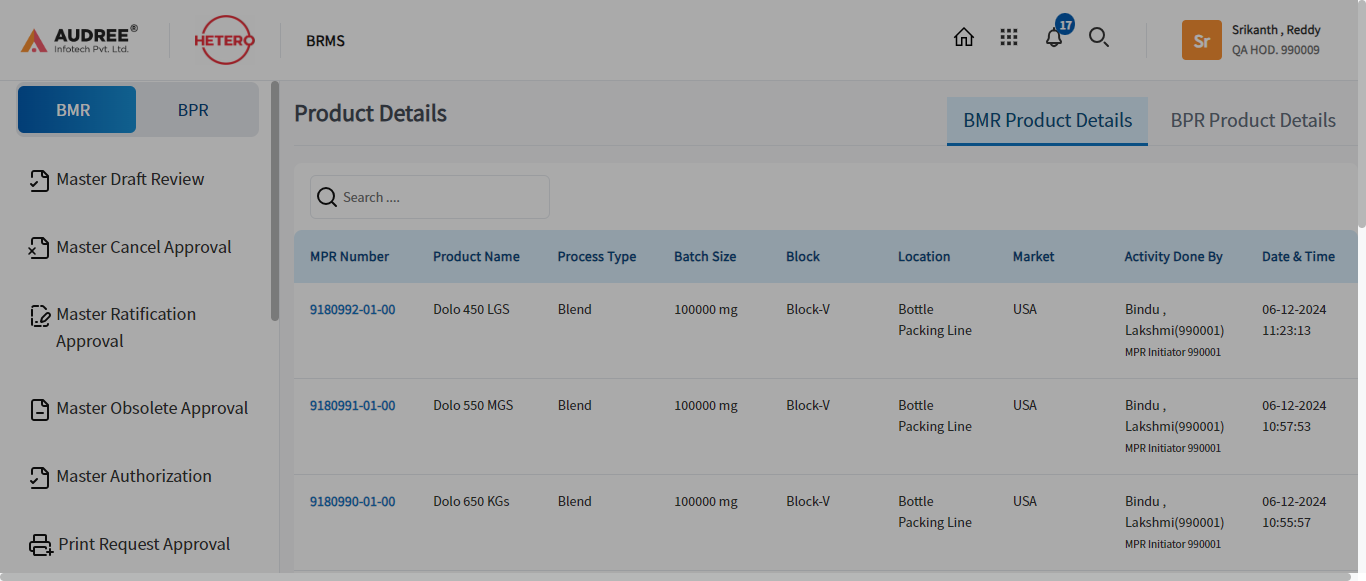 AUDREE®
Infotech Pvt. Ltd.
HETERO
BRMS
17
Sr
Srikanth , Reddy
QA HOD. 990009
BMR
BPR
Master Draft Review
Master Cancel Approval
Master Ratification
Approval
Master Obsolete Approval
Master Authorization
Print Request Approval
Product Details
BMR Product Details
BPR Product Details
Search ....
MPR Number Product Name Process Type Batch Size Block Location Market Activity Done By Date & Time
9180992-01-00 Dolo 450 LGS Blend 100000 mg Block-V Bottle USA Bindu , 06-12-2024
Packing Line Lakshmi(990001) 11:23:13
MPR Initiator 990001
9180991-01-00 Dolo 550 MGS Blend 100000 mg Block-V Bottle USA Bindu , 06-12-2024
Packing Line Lakshmi(990001) 10:57:53
MPR Initiator 990001
9180990-01-00 Dolo 650 KGs Blend 100000 mg Block-V Bottle USA Bindu , 06-12-2024
Packing Line Lakshmi(990001) 10:55:57
MPR Initiator 990001